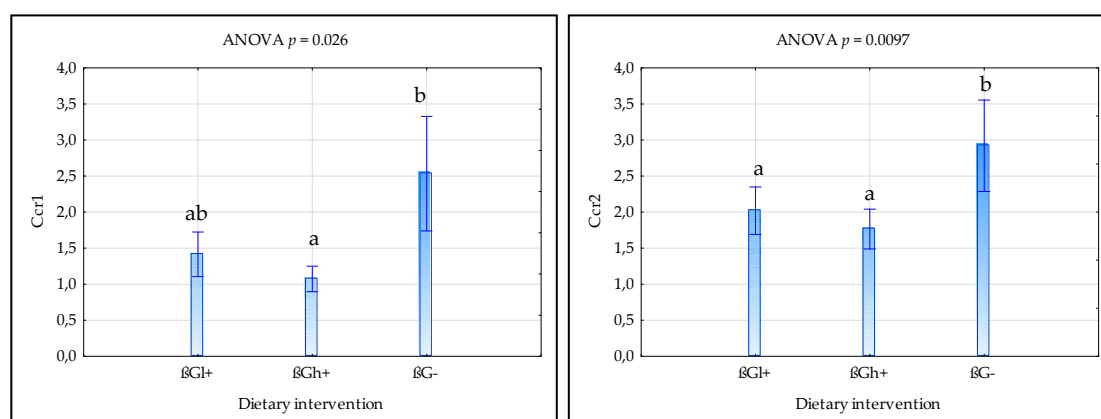 ANOVA p = 0.026
4,0
3,5
3,0
2,5
2,0
1,5
1,0
0,5
0,0
Ccr1
ab
a
b
ßGl+ ßGh+ ßG-
Dietary intervention
ANOVA p = 0.0097
4,0
3,5
3,0
2,5
2,0
1,5
1,0
0,5
0,0
Ccr2
a
a
b
ßGl+ ßGh+ ßG-
Dietary intervention